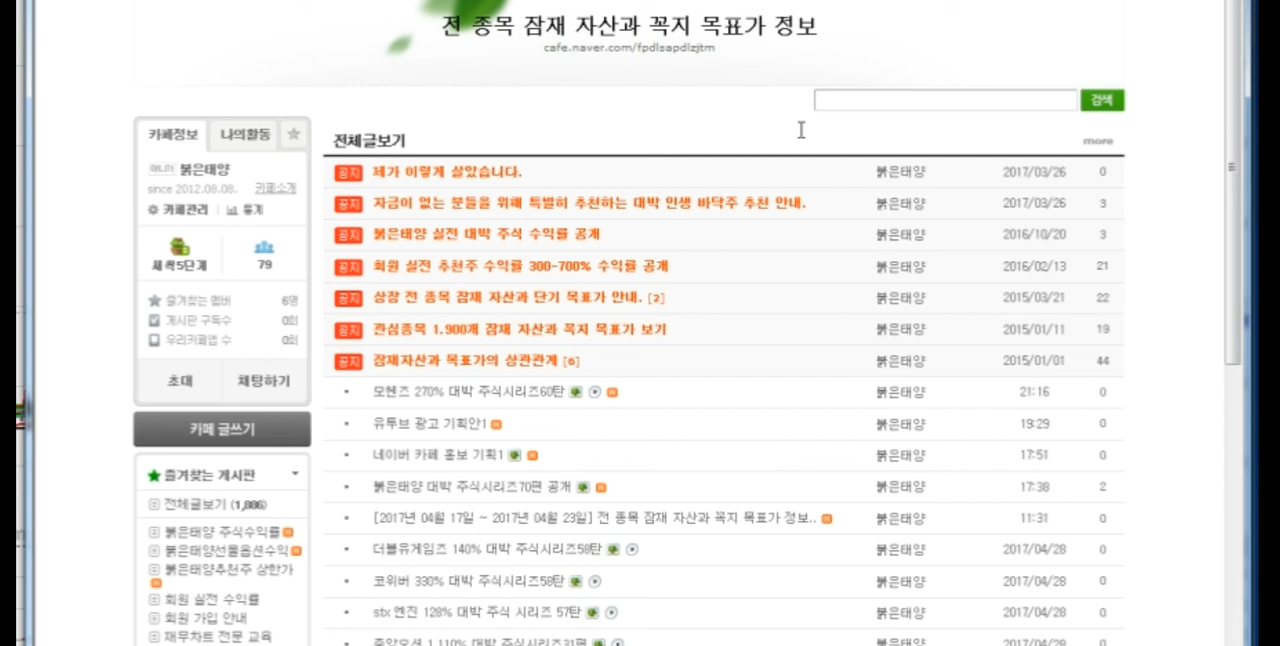 전 종목 잠재 자산과 꼭지 목표가 정보
cafe.naver.com/fpdlsapdlzjtm
검색
카페정보 나의활동
매니저 붉은태양
since 2012.08.08. 카페소개
카페관리 통계
새싹5단계 79
즐겨찾는 멤버 6명
게시판 구독수 0회
우리카페앱 수 0회
초대 채팅하기
카페 글쓰기
즐겨찾는 게시판
전체글보기 (1,886)
붉은태양 주식수익률
붉은태양선물옵션수익
붉은태양추천주 상한가
회원 실전 수익률
회원 가입 안내
재무차트 전문 교육
전체글보기 more
공지 제가 이렇게 살았습니다. 붉은태양 2017/03/26 0
공지 자금이 없는 분들을 위해 특별히 추천하는 대박 인생 바닥주 추천 안내. 붉은태양 2017/03/26 3
공지 붉은태양 실전 대박 주식 수익률 공개 붉은태양 2016/10/20 3
공지 회원 실전 추천주 수익률 300-700% 수익률 공개 붉은태양 2016/02/13 21
공지 상장 전 종목 잠재 자산과 단기 목표가 안내. [2] 붉은태양 2015/03/21 22
공지 관심종목 1.900개 잠재 자산과 꼭지 목표가 보기 붉은태양 2015/01/11 19
공지 잠재자산과 목표가의 상관관계 [6] 붉은태양 2015/01/01 44
모헨즈 270% 대박 주식시리즈60탄 붉은태양 21:16 0
유투브 광고 기획안1 붉은태양 19:29 0
네이버 카페 홍보 기획1 붉은태양 17:51 0
붉은태양 대박 주식시리즈70편 공개 붉은태양 17:38 2
[2017년 04월 17일 ~ 2017년 04월 23일] 전 종목 잠재 자산과 꼭지 목표가 정보.. 붉은태양 11:31 0
더블유게임즈 140% 대박 주식시리즈58탄 붉은태양 2017/04/28 0
코위버 330% 대박 주식시리즈59탄 붉은태양 2017/04/28 0
stx 엔진 128% 대박 주식 시리즈 57탄 붉은태양 2017/04/28 0
중앙오션 1,110% 대박 주식시리즈31편 붉은태양 2017/04/28 0